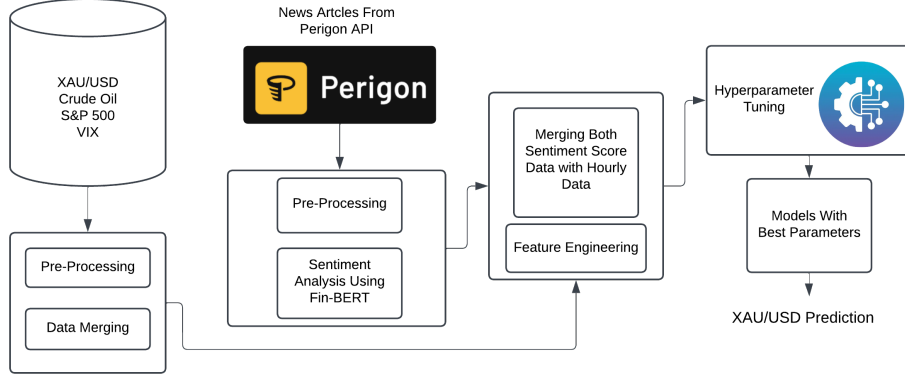 XAU/USD
Crude Oil
S&P 500
VIX
Pre-Processing
Data Merging
News Artcles From
Perigon API
Perigon
Pre-Processing
Sentiment
Analysis Using
Fin-BERT
Merging Both
Sentiment Score
Data with Hourly
Data
Feature Engineering
Hyperparameter
Tuning
Models With
Best Parameters
XAU/USD Prediction